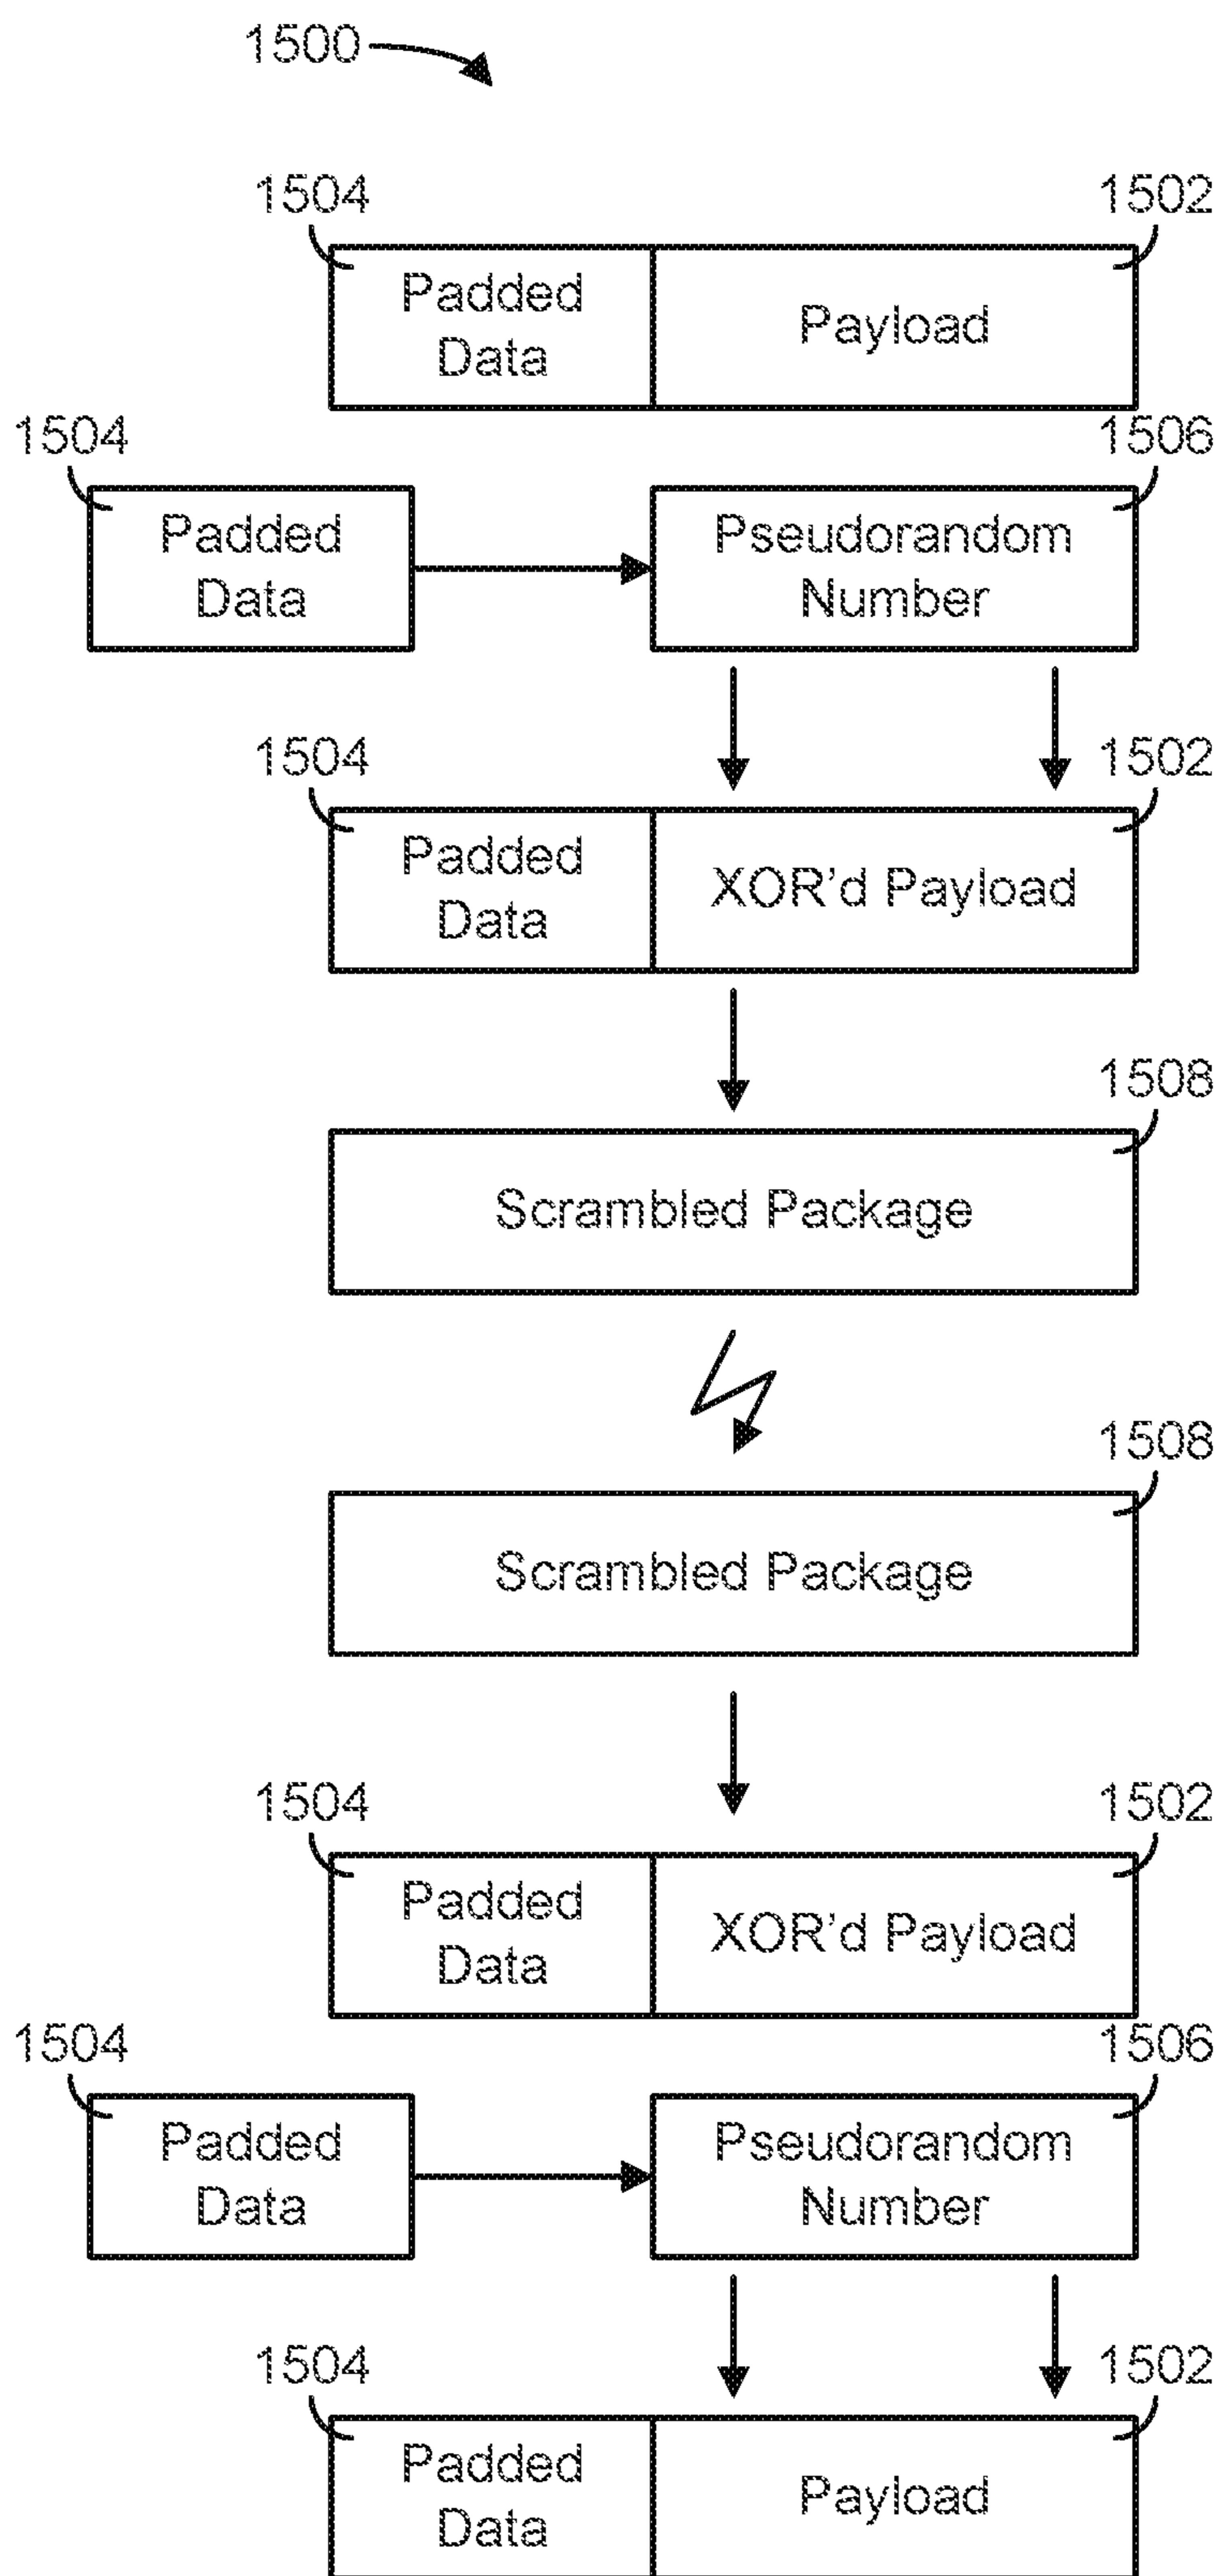 1500
1504 1502
Padded
Data
Payload
1504 1506
Padded
Data
Pseudorandom
Number
1504 1502
Padded
Data
XOR'd Payload
1508
Scrambled Package
1508
Scrambled Package
1504 1502
Padded
Data
XOR'd Payload
1504 1506
Padded
Data
Pseudorandom
Number
1504 1502
Padded
Data
Payload